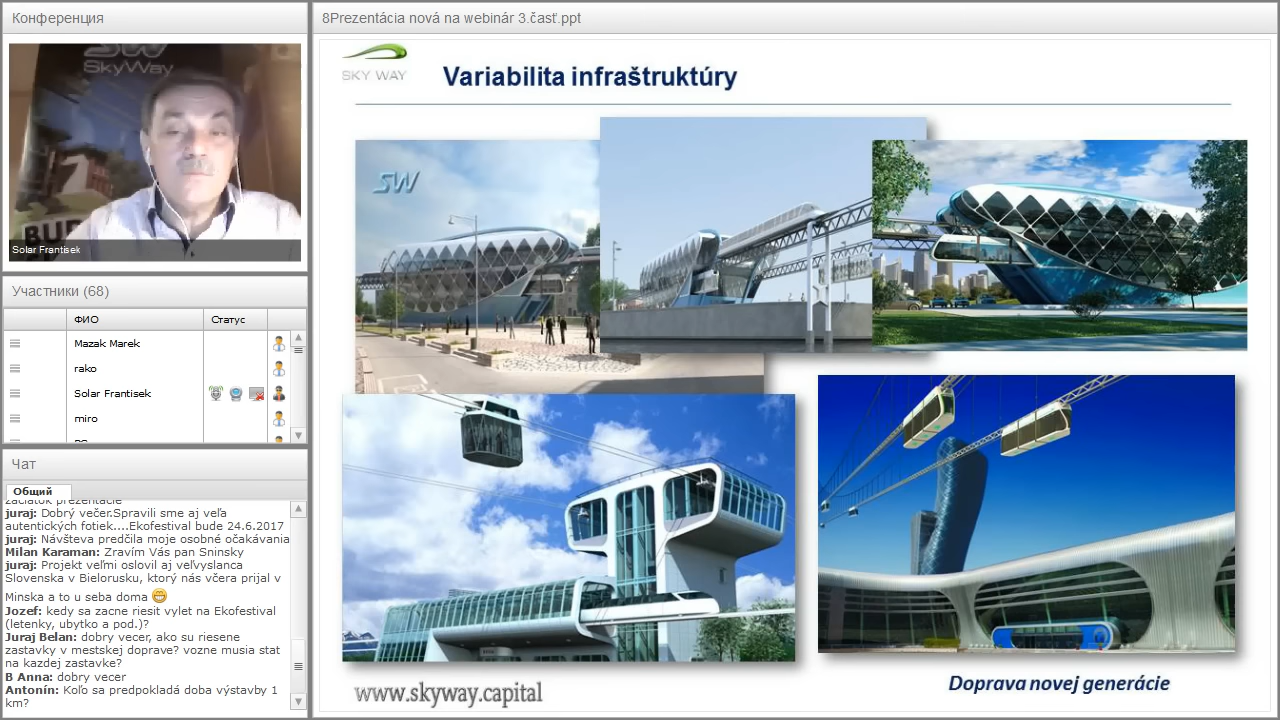 Конференция
SW
SkyWay
BU
Solar Frantisek
Участники (68)
ФИО Статус
Mazak Marek
rako
Solar Frantisek
miro
Чат
Общий
zaciatok prezentacie
juraj: Dobrý večer.Spravili sme aj veľa
autentických fotiek....Ekofestival bude 24.6.2017
juraj: Návšteva predčila moje osobné očakávania
Milan Karaman: Zravím Vás pan Sninsky
juraj: Projekt veľmi oslovil aj veľvyslanca
Slovenska v Bielorusku, ktorý nás včera prijal v
Minska a to u seba doma
Jozef: kedy sa zacne riesit vylet na Ekofestival
(letenky, ubytko a pod.)?
Juraj Belan: dobry vecer, ako su riesene
zastavky v mestskej doprave? vozne musia stat
na kazdej zastavke?
B Anna: dobry vecer
Antonín: Koľo sa predpokladá doba výstavby 1
km?
8Prezentácia nová na webinár 3.časť.ppt
SKY WAY
Variabilita infraštruktúry
SW
www.skyway.capital
Doprava novej generácie